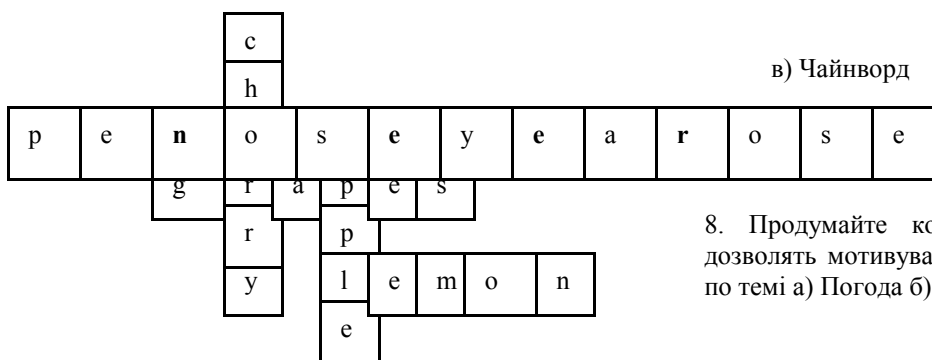 c
h
в) Чайнворд
p e n o s e y e a r o s e
g r a p e s
r p
y l e m o n
e
8. Продумайте ко
дозволять мотивува
по темі а) Погода б)